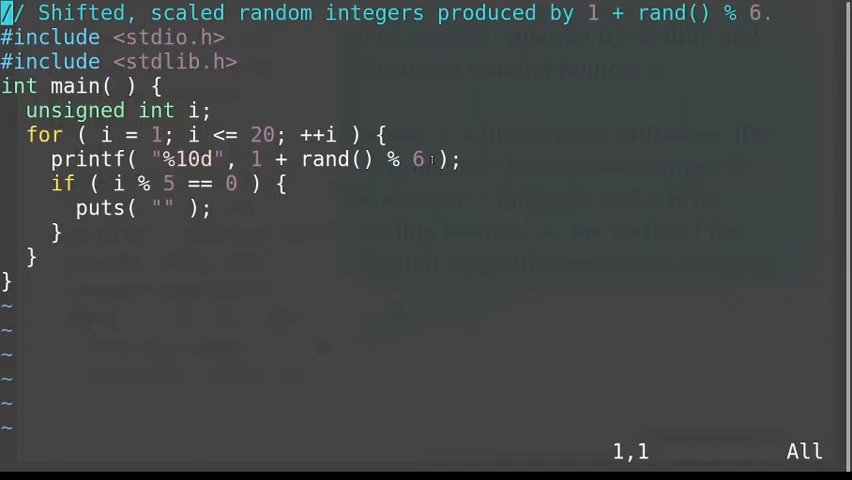 // Shifted, scaled random integers produced by 1 + rand() % 6.
#include <stdio.h>
#include <stdlib.h>
int main( ) {
  unsigned int i;
  for ( i = 1; i <= 20; ++i ) {
    printf( "%10d", 1 + rand() % 6 );
    if ( i % 5 == 0 ) {
      puts( "" );
    }
  }
}
~
~
~
~
~
~
1,1 All